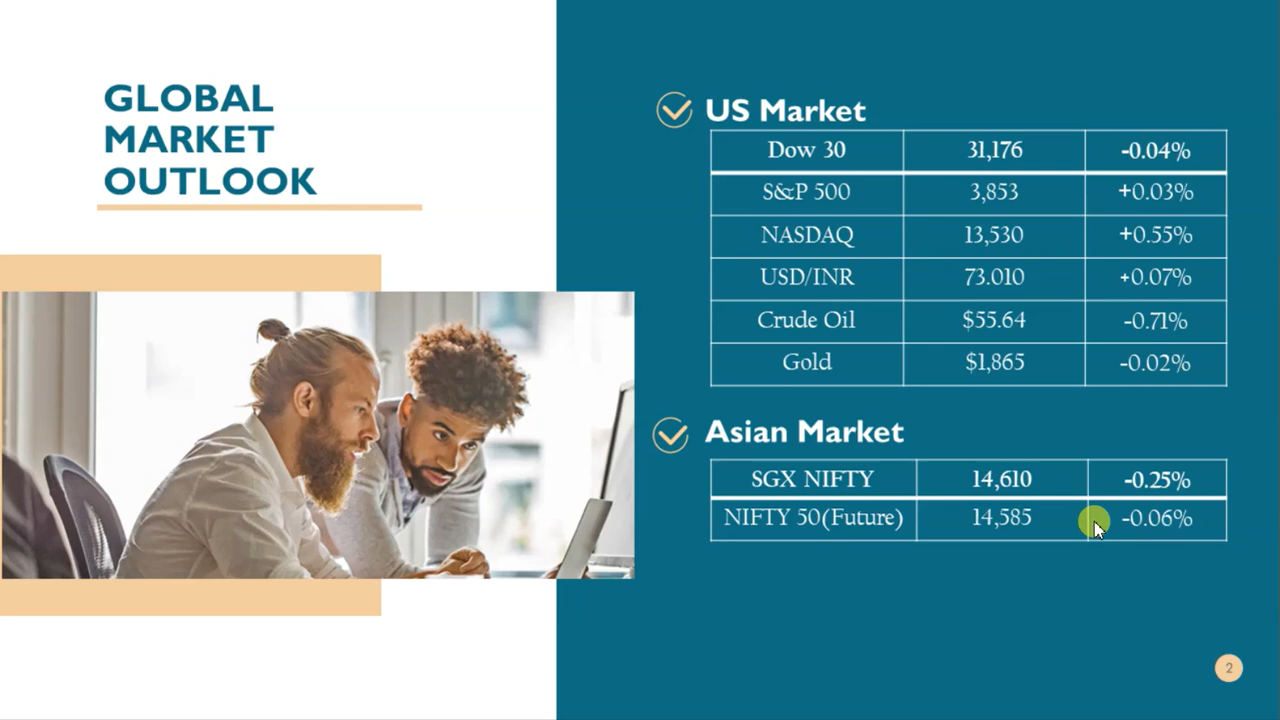 GLOBAL
MARKET
OUTLOOK
US Market
Dow 30 31,176 -0.04%
S&P 500 3,853 +0.03%
NASDAQ 13,530 +0.55%
USD/INR 73.010 +0.07%
Crude Oil $55.64 -0.71%
Gold $1,865 -0.02%
Asian Market
SGX NIFTY 14,610 -0.25%
NIFTY 50(Future) 14,585 -0.06%
2